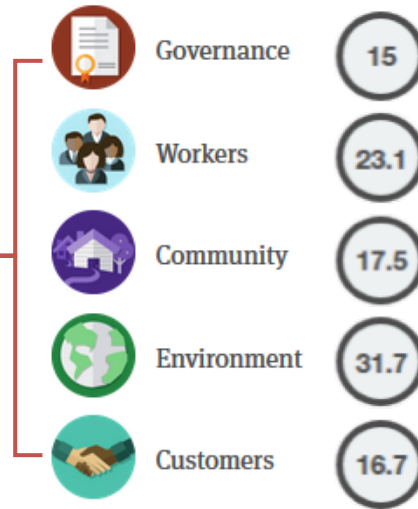 Governance 15
Workers 23.1
Community 17.5
Environment 31.7
Customers 16.7